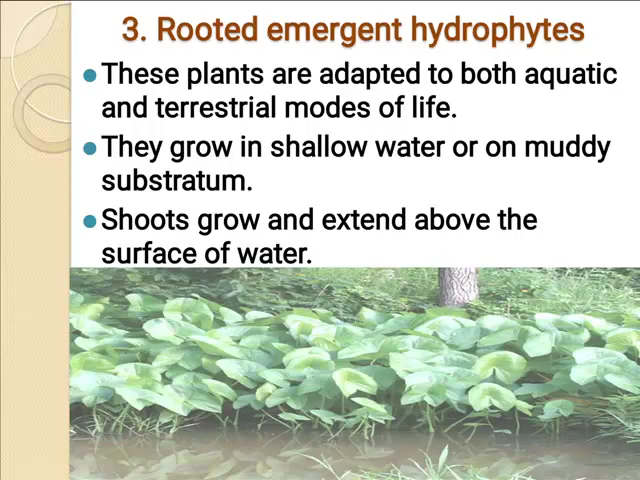 3. Rooted emergent hydrophytes
These plants are adapted to both aquatic
and terrestrial modes of life.
They grow in shallow water or on muddy
substratum.
Shoots grow and extend above the
surface of water.